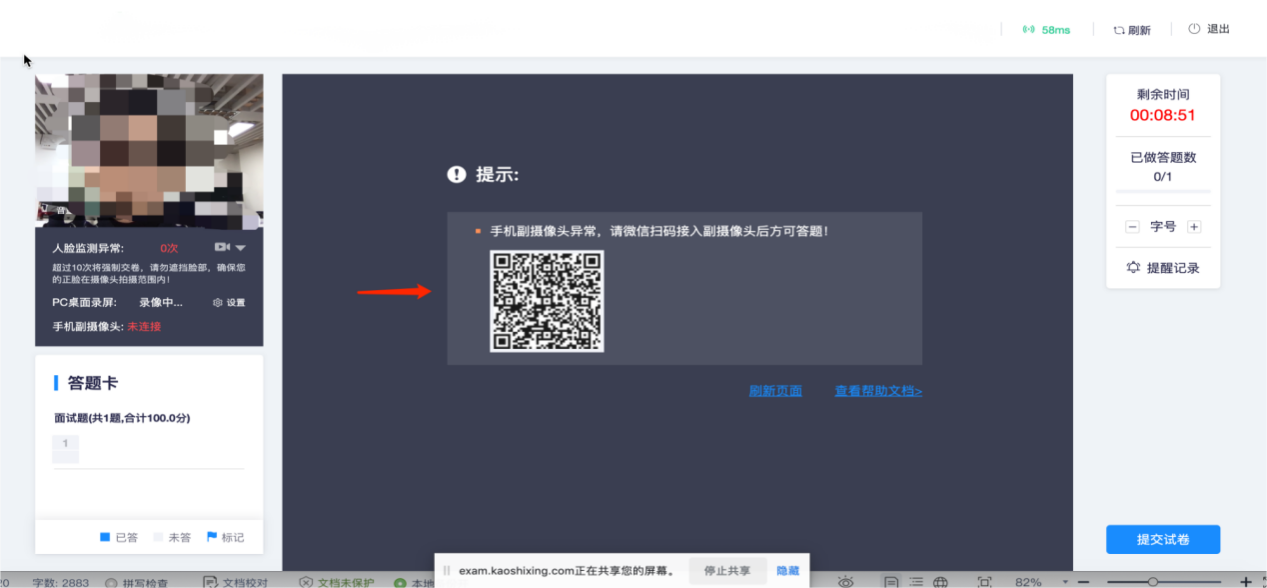 58ms
刷新
退出
人脸监测异常: 0次
超过10次将强制交卷，请勿遮挡脸部，确保您
的正脸在摄像头拍摄范围内!
PC桌面录屏: 录像中... 设置
手机副摄像头: 未连接
答题卡
面试题(共1题,合计100.0分)
1
已答 未答 标记
提示:
手机副摄像头异常，请微信扫码接入副摄像头后方可答题!
刷新页面 查看帮助文档>
剩余时间
00:08:51
已做答题数
0/1
字号
提醒记录
提交试卷
exam.kaoshixing.com正在共享您的屏幕。 停止共享 隐藏
字数: 2883 拼写检查 文档校对 文档未保护 本地
82%